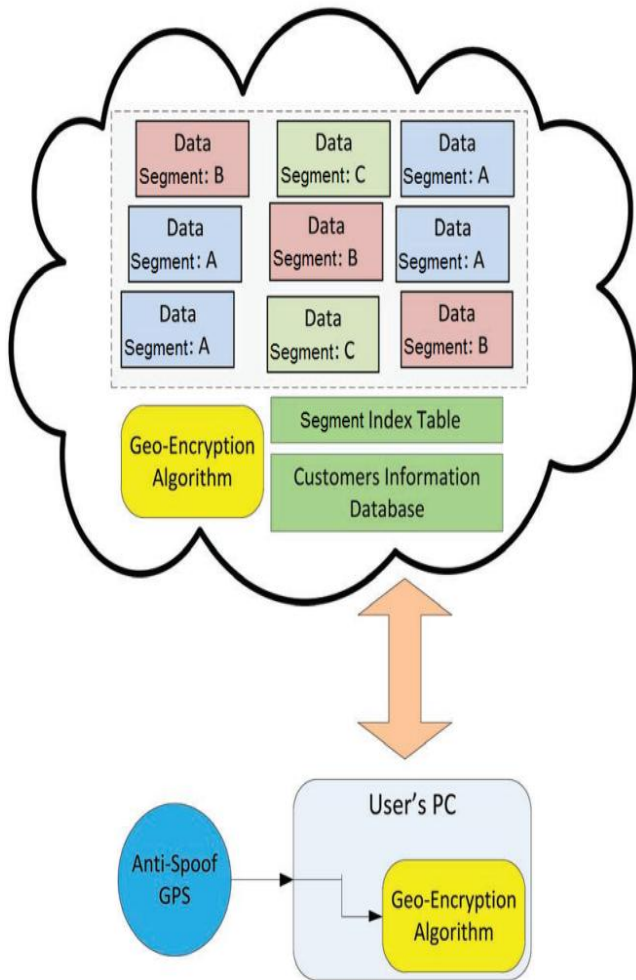 Data
Segment: B
Data
Segment: C
Data
Segment: A
Data
Segment: A
Data
Segment: B
Data
Segment: A
Data
Segment: A
Data
Segment: C
Data
Segment: B
Geo-Encryption
Algorithm
Segment Index Table
Customers Information
Database
User's PC
Anti-Spoof
GPS
Geo-Encryption
Algorithm